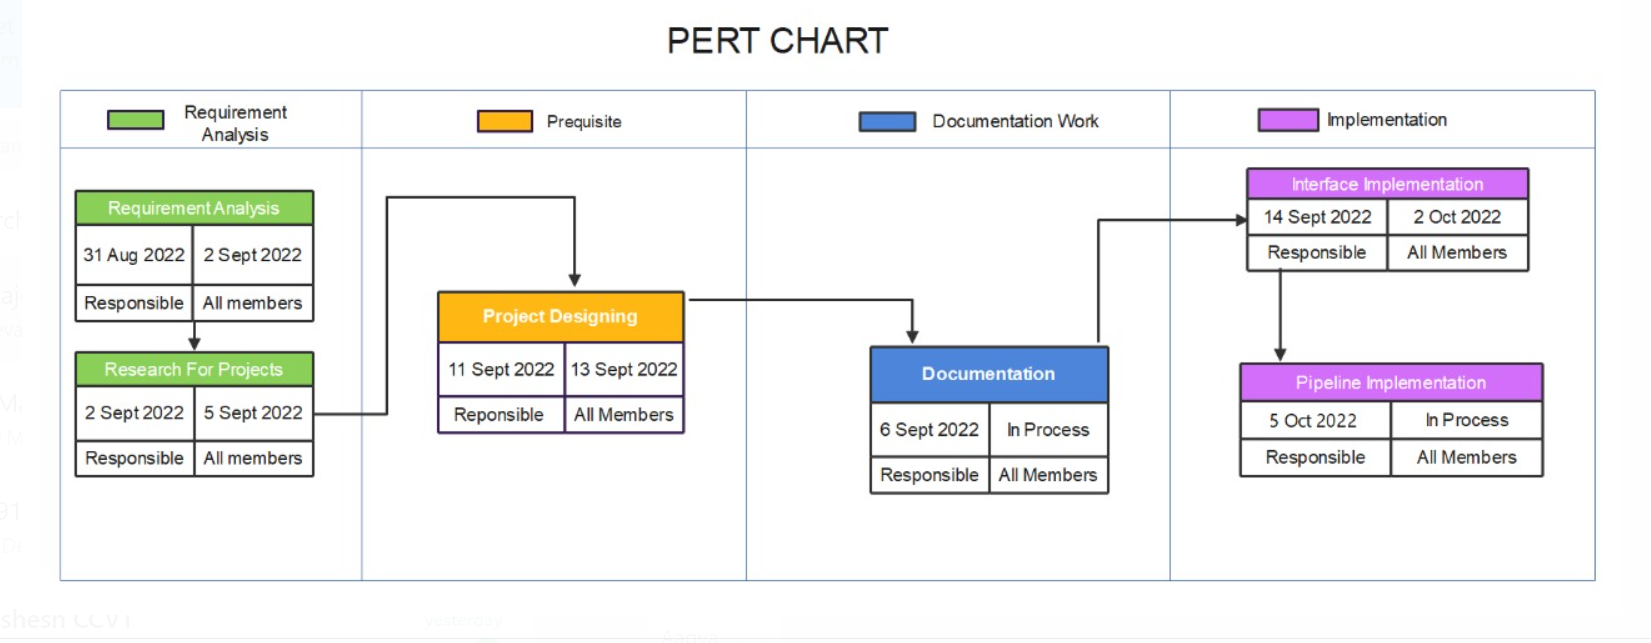 PERT CHART
Requirement
Analysis
Prequisite
Documentation Work
Implementation
Requirement Analysis
31 Aug 2022
2 Sept 2022
Responsible
All members
Research For Projects
2 Sept 2022
5 Sept 2022
Responsible
All members
Project Designing
11 Sept 2022
13 Sept 2022
Reponsible
All Members
Documentation
6 Sept 2022
In Process
Responsible
All Members
Interface Implementation
14 Sept 2022
2 Oct 2022
Responsible
All Members
Pipeline Implementation
5 Oct 2022
In Process
Responsible
All Members
yesterday